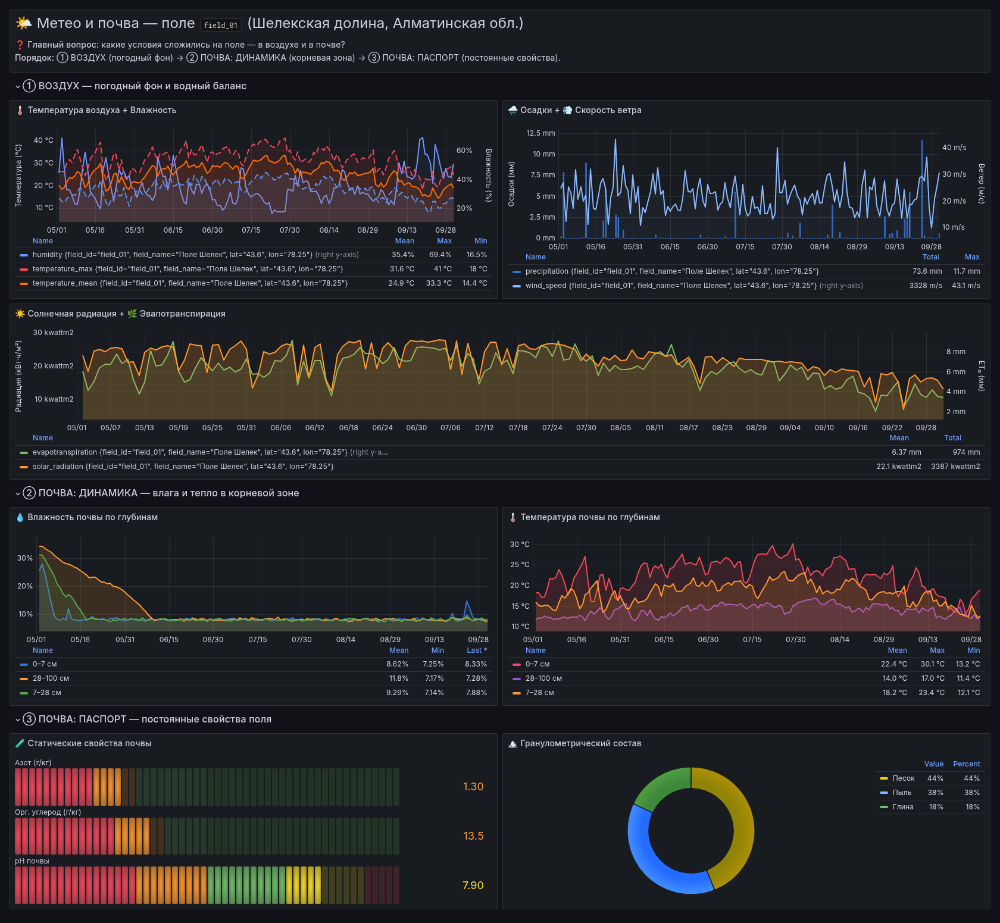 Метео и почва — поле field_01 (Шелекская долина, Алматинская обл.)
Главный вопрос: какие условия сложились на поле — в воздухе и в почве?
Порядок: ① ВОЗДУХ (погодный фон) → ② ПОЧВА: ДИНАМИКА (корневая зона) → ③ ПОЧВА: ПАСПОРТ (постоянные свойства).
① ВОЗДУХ — погодный фон и водный баланс
Температура воздуха + Влажность
Температура (°C)
40 °C
30 °C
20 °C
10 °C
60%
40%
20%
Влажность (%)
05/01 05/16 05/31 06/15 06/30 07/15 07/30 08/14 08/29 09/13 09/28
Name Mean Max Min
humidity {field_id="field_01", field_name="Поле Шелек", lat="43.6", lon="78.25"} (right y-axis) 35.4% 69.4% 16.5%
temperature_max {field_id="field_01", field_name="Поле Шелек", lat="43.6", lon="78.25"} 31.6 °C 41 °C 18 °C
temperature_mean {field_id="field_01", field_name="Поле Шелек", lat="43.6", lon="78.25"} 24.9 °C 33.3 °C 14.4 °C
Осадки + Скорость ветра
Осадки (мм)
12.5 mm
10 mm
7.5 mm
5 mm
2.5 mm
0 mm
40 m/s
30 m/s
20 m/s
10 m/s
Ветер (м/с)
05/01 05/16 05/31 06/15 06/30 07/15 07/30 08/14 08/29 09/13 09/28
Name Total Max
precipitation {field_id="field_01", field_name="Поле Шелек", lat="43.6", lon="78.25"} 73.6 mm 11.7 mm
wind_speed {field_id="field_01", field_name="Поле Шелек", lat="43.6", lon="78.25"} (right y-axis) 3328 m/s 43.1 m/s
Солнечная радиация + Эвапотранспирация
Радиация (кВт·ч/м²)
30 kwattm2
20 kwattm2
10 kwattm2
8 mm
6 mm
4 mm
2 mm
ET₀ (мм)
05/01 05/07 05/13 05/19 05/25 05/31 06/06 06/12 06/18 06/24 06/30 07/06 07/12 07/18 07/24 07/30 08/05 08/11 08/17 08/23 08/29 09/04 09/10 09/16 09/22 09/28
Name Mean Total
evapotranspiration {field_id="field_01", field_name="Поле Шелек", lat="43.6", lon="78.25"} (right y-a... 6.37 mm 974 mm
solar_radiation {field_id="field_01", field_name="Поле Шелек", lat="43.6", lon="78.25"} 22.1 kwattm2 3387 kwattm2
② ПОЧВА: ДИНАМИКА — влага и тепло в корневой зоне
Влажность почвы по глубинам
30%
20%
10%
05/01 05/16 05/31 06/15 06/30 07/15 07/30 08/14 08/29 09/13 09/28
Name Mean Min Last *
0–7 см 8.62% 7.25% 8.33%
28–100 см 11.8% 7.17% 7.28%
7–28 см 9.29% 7.14% 7.88%
Температура почвы по глубинам
30 °C
25 °C
20 °C
15 °C
10 °C
05/01 05/16 05/31 06/15 06/30 07/15 07/30 08/14 08/29 09/13 09/28
Name Mean Max Min
0–7 см 22.4 °C 30.1 °C 13.2 °C
28–100 см 14.0 °C 17.0 °C 11.4 °C
7–28 см 18.2 °C 23.4 °C 12.1 °C
③ ПОЧВА: ПАСПОРТ — постоянные свойства поля
Статические свойства почвы
Азот (г/кг)
1.30
Орг. углерод (г/кг)
13.5
pH почвы
7.90
Гранулометрический состав
Value Percent
Песок 44% 44%
Пыль 38% 38%
Глина 18% 18%